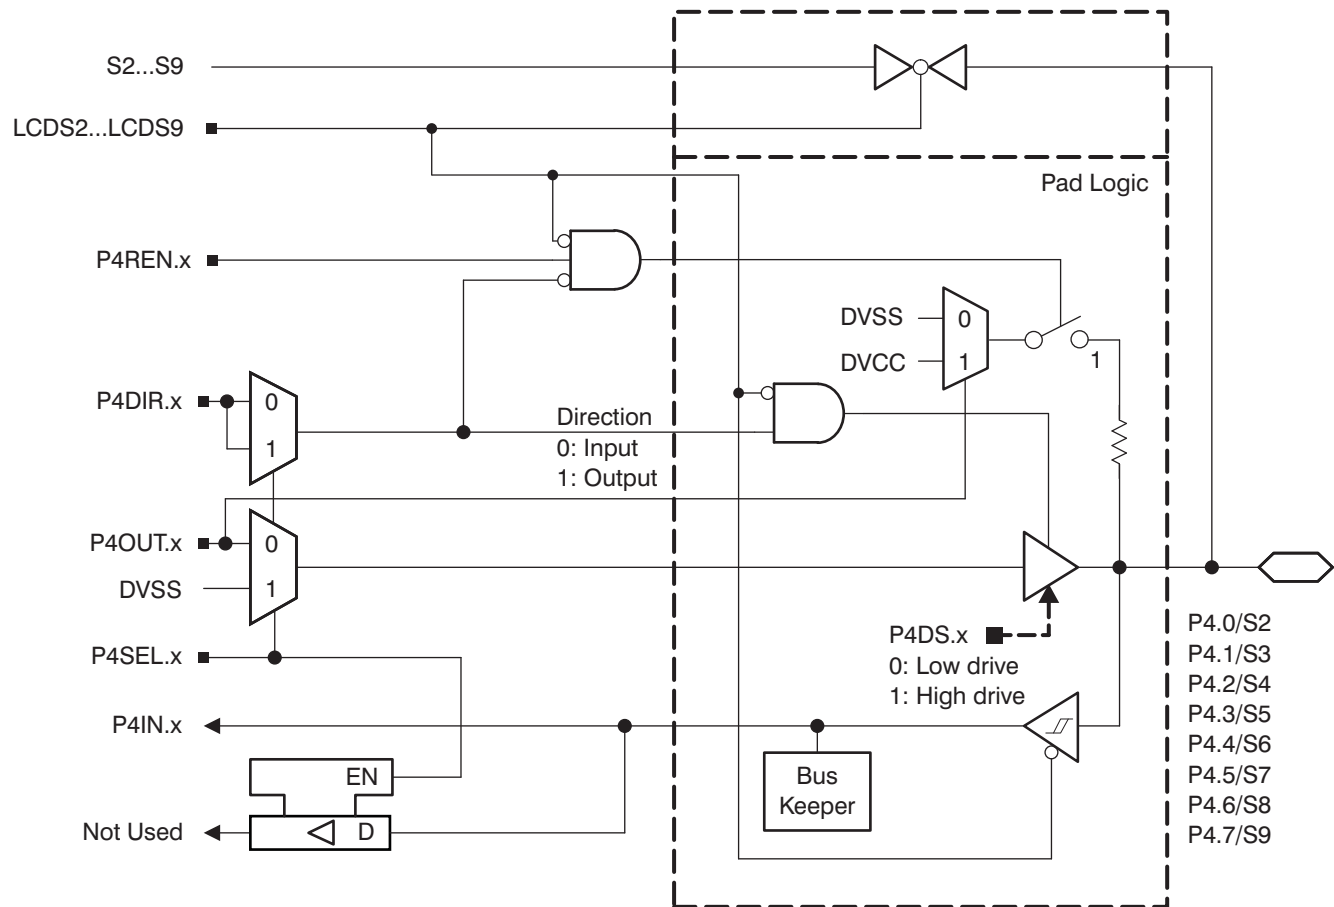 S2...S9
LCDS2...LCDS9
Pad Logic
P4REN.x
DVSS
0
DVCC
1
1
P4DIR.x
0
1
Direction
0: Input
1: Output
P4OUT.x
0
DVSS
1
P4DS.x
0: Low drive
1: High drive
P4SEL.x
P4.0/S2
P4.1/S3
P4.2/S4
P4.3/S5
P4.4/S6
P4.5/S7
P4.6/S8
P4.7/S9
P4IN.x
EN
Bus
Keeper
Not Used
D